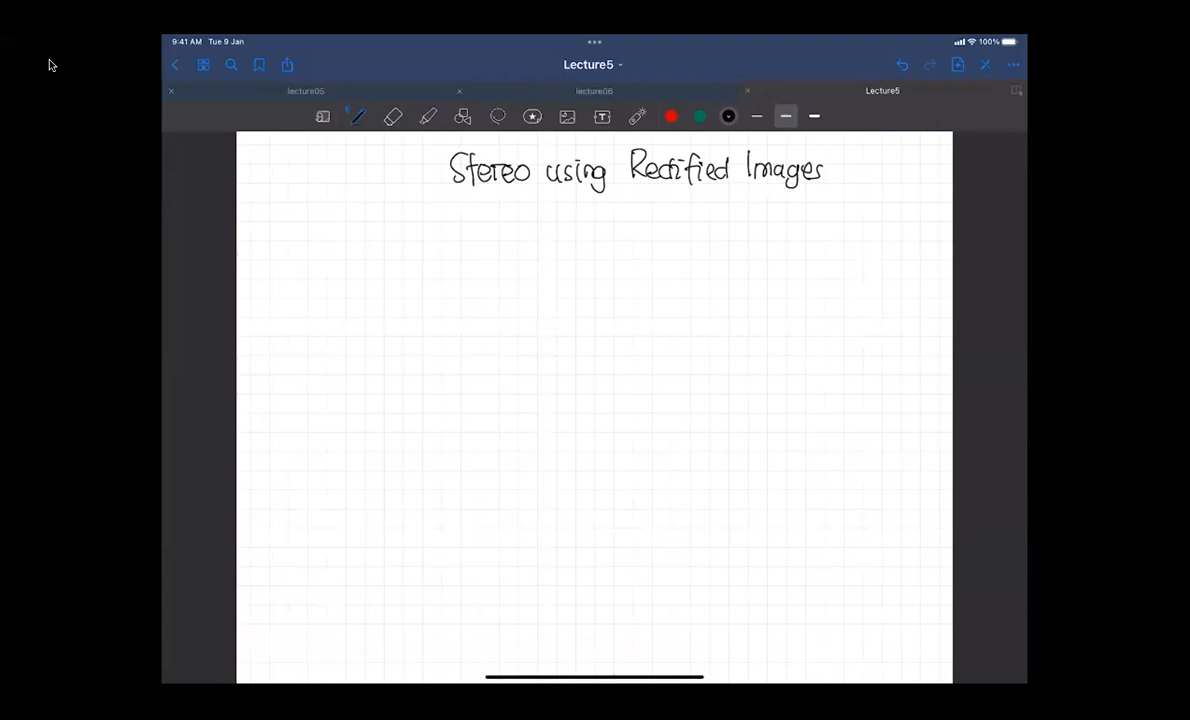 9:41 AM Tue 9 Jan
100%
Lecture5
lecture05
lecture06
Lecture5
Stereo using Rectified Images